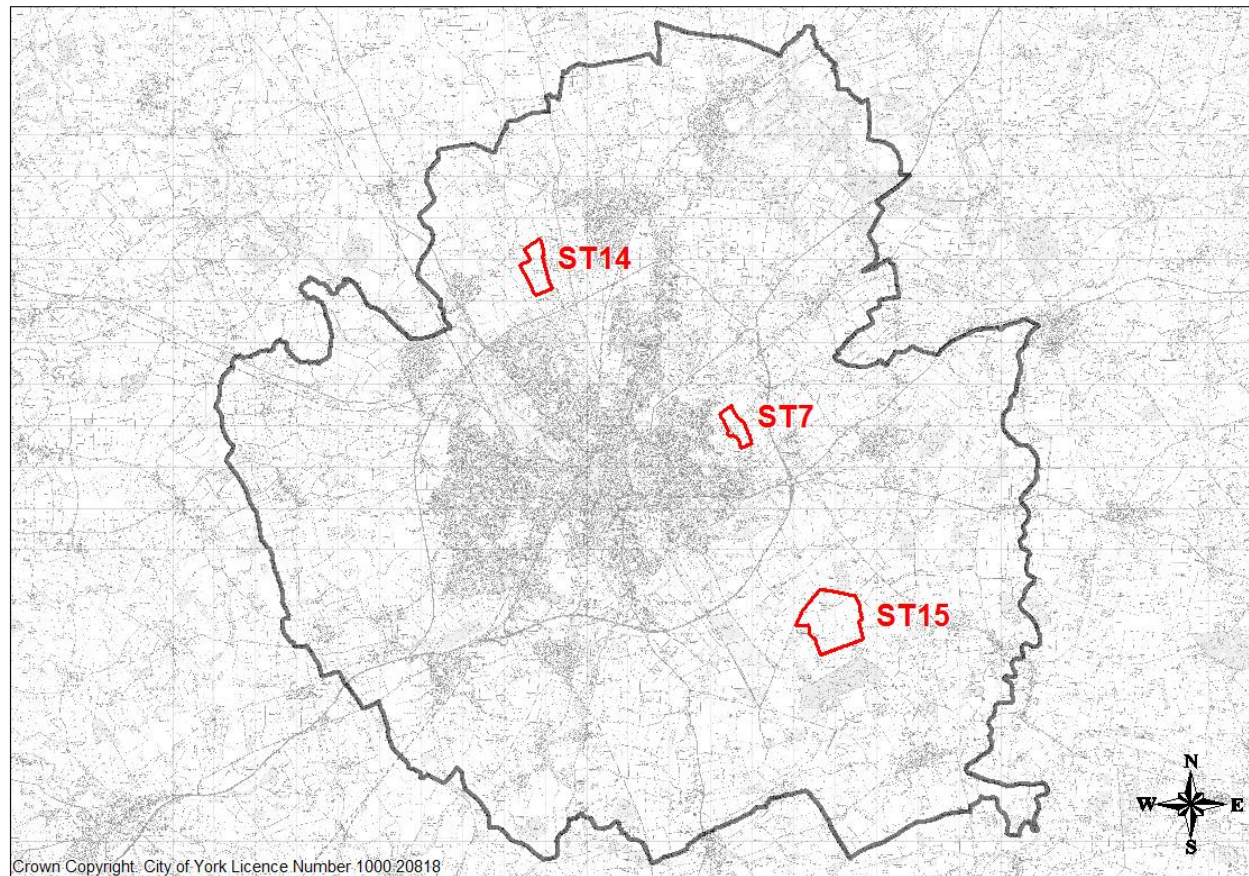 ST14
ST7
ST15
N
W E
S
Crown Copyright. City of York Licence Number 1000 20818